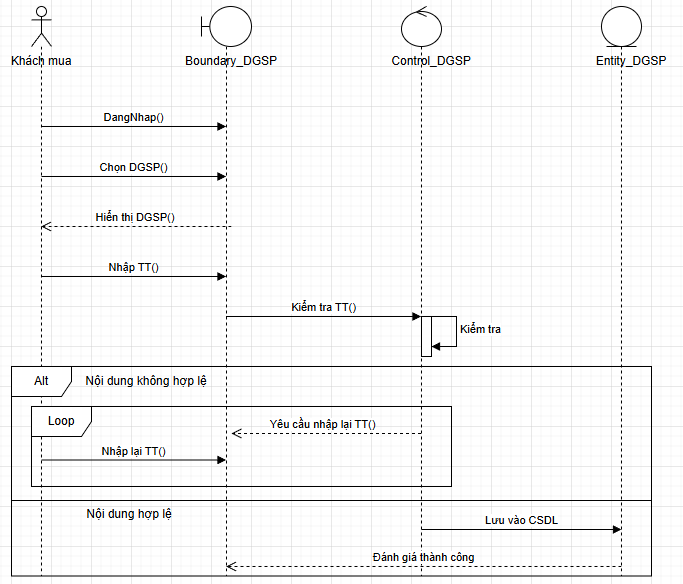 Khách mua
Boundary_DGSP
Control_DGSP
Entity_DGSP
DangNhap()
Chọn DGSP()
Hiển thị DGSP()
Nhập TT()
Kiểm tra TT()
Kiểm tra
Alt
Nội dung không hợp lệ
Loop
Yêu cầu nhập lại TT()
Nhập lại TT()
Nội dung hợp lệ
Lưu vào CSDL
Đánh giá thành công